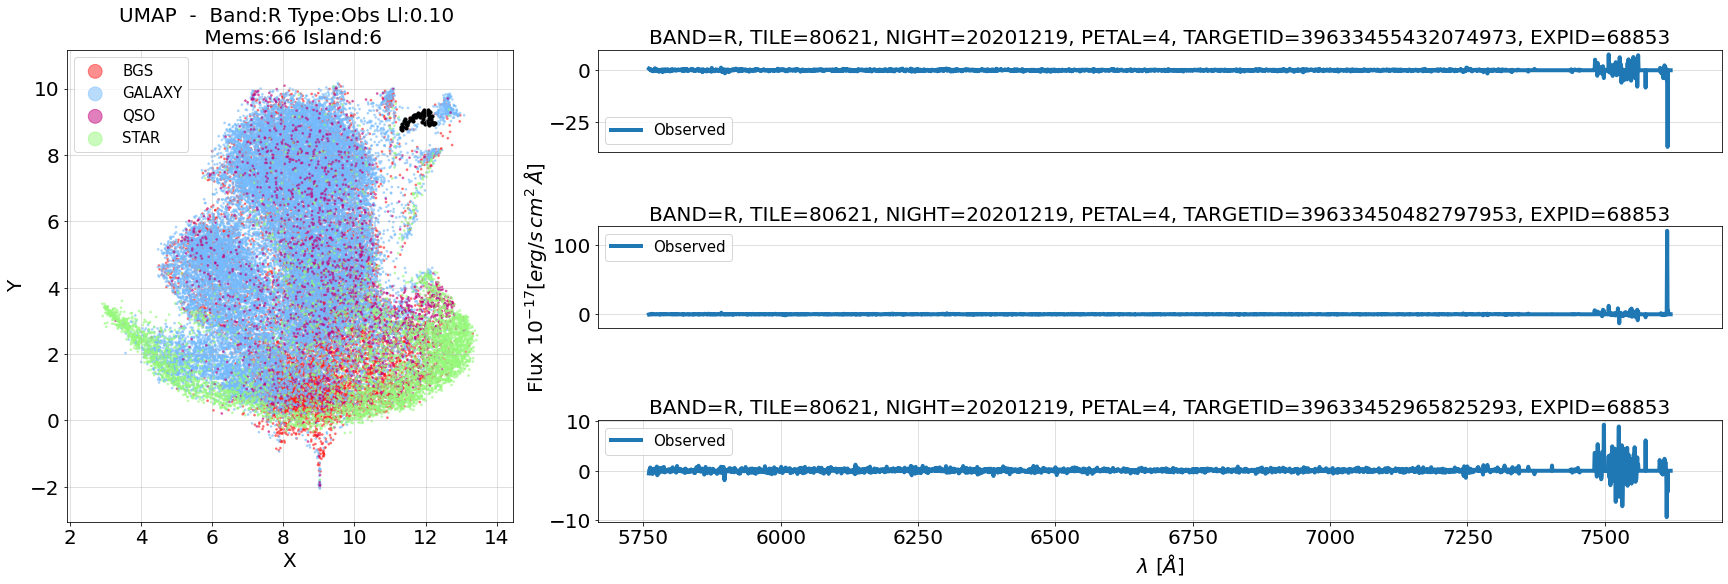 UMAP  -  Band:R Type:Obs Ll:0.10
Mems:66 Island:6
BGS
GALAXY
QSO
STAR
10
8
6
4
2
0
−2
Y
2
4
6
8
10
12
14
X
BAND=R, TILE=80621, NIGHT=20201219, PETAL=4, TARGETID=39633455432074973, EXPID=68853
0
−25
Observed
BAND=R, TILE=80621, NIGHT=20201219, PETAL=4, TARGETID=39633450482797953, EXPID=68853
100
0
Observed
Flux 10⁻¹⁷[erg/s cm² Å]
BAND=R, TILE=80621, NIGHT=20201219, PETAL=4, TARGETID=39633452965825293, EXPID=68853
10
0
−10
Observed
5750
6000
6250
6500
6750
7000
7250
7500
λ [Å]